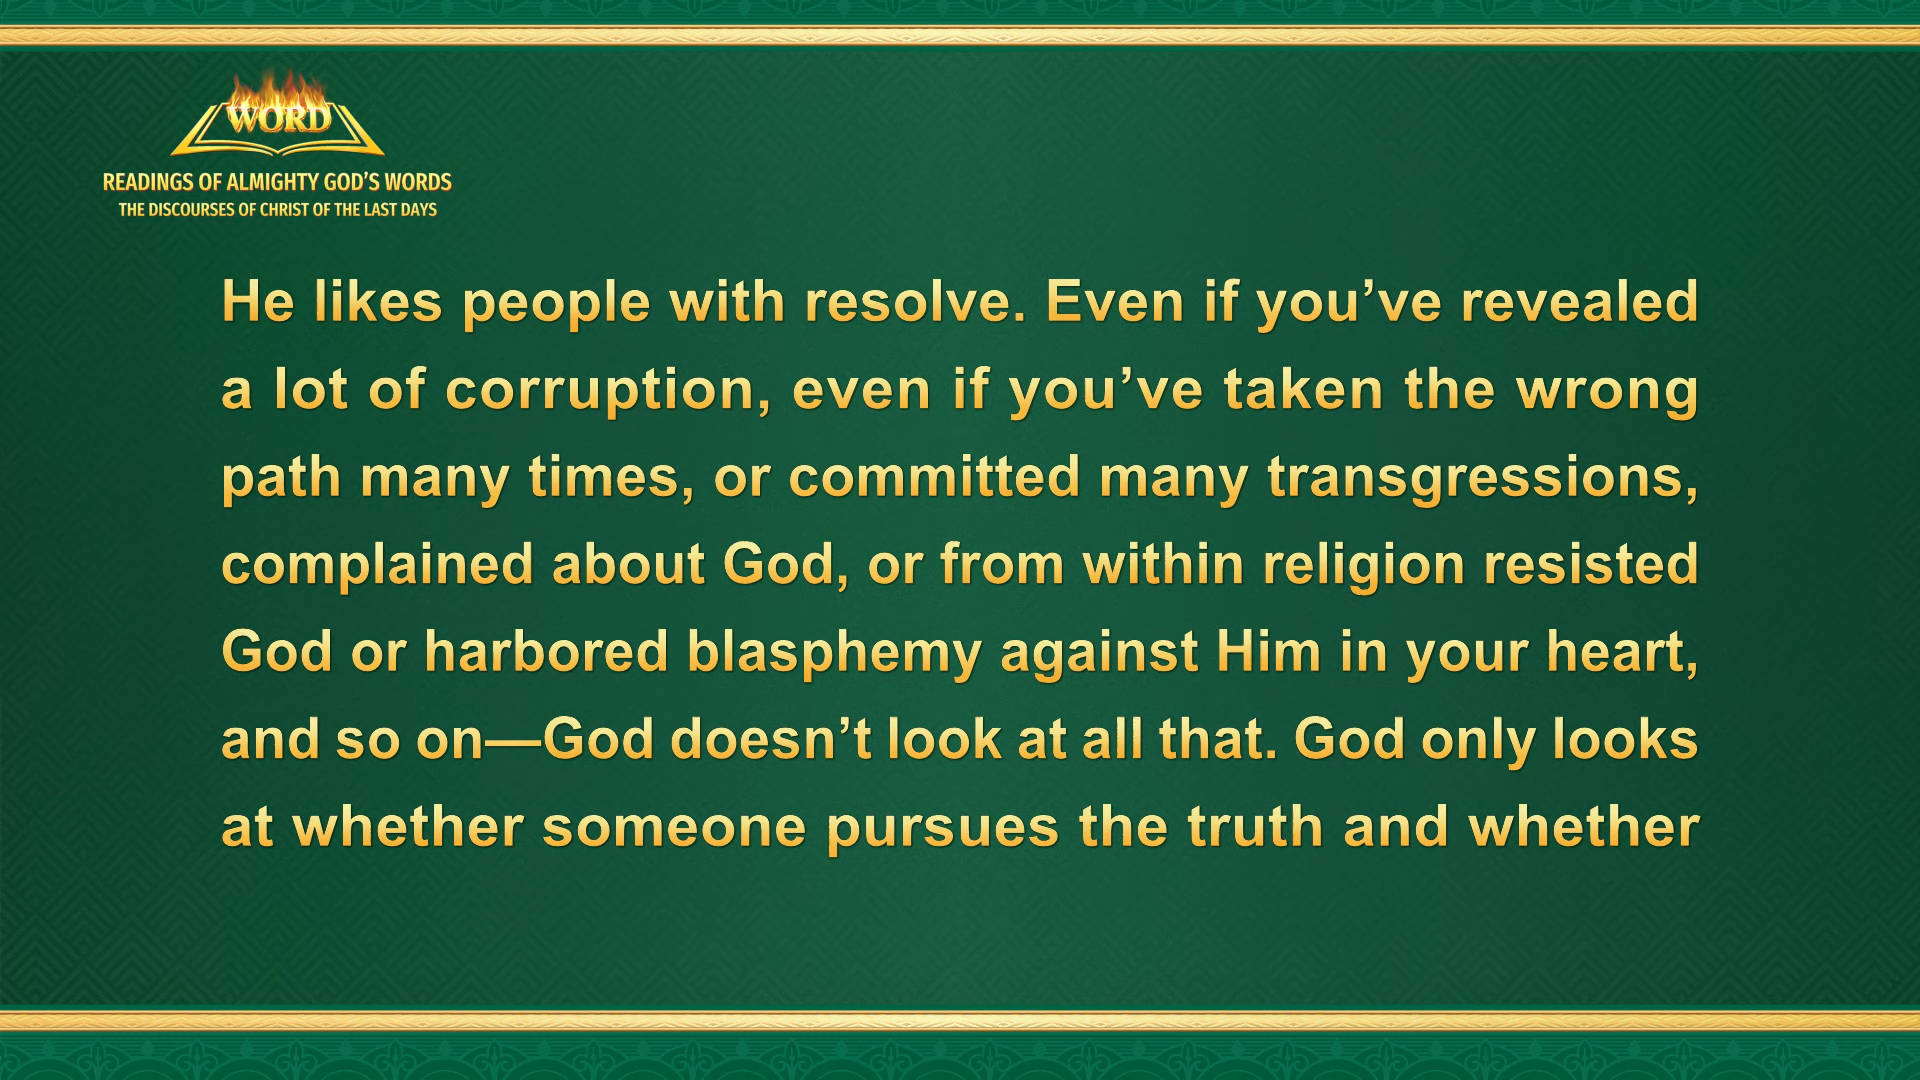 WORD
READINGS OF ALMIGHTY GOD’S WORDS
THE DISCOURSES OF CHRIST OF THE LAST DAYS
He likes people with resolve. Even if you’ve revealed
a lot of corruption, even if you’ve taken the wrong
path many times, or committed many transgressions,
complained about God, or from within religion resisted
God or harbored blasphemy against Him in your heart,
and so on—God doesn’t look at all that. God only looks
at whether someone pursues the truth and whether